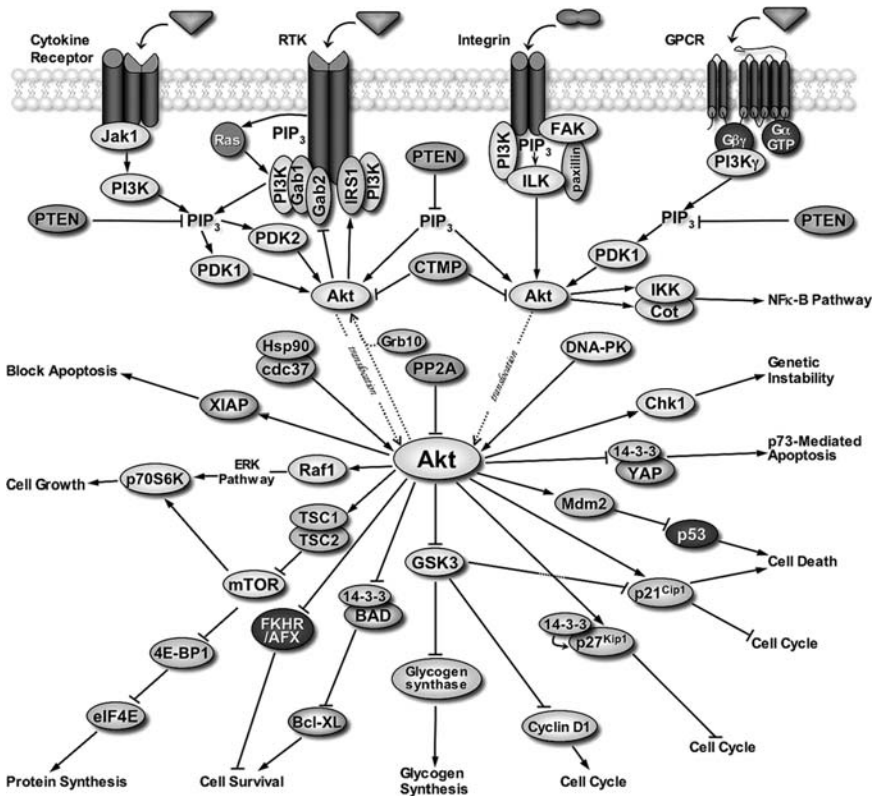 Cytokine
Receptor
RTK
Integrin
GPCR
Jak1
Ras
PIP3
PI3K
Gab1
Gab2
IRS1
PI3K
PTEN
PI3K
FAK
PIP3
paxillin
ILK
Gβγ
Gα
GTP
PI3Kγ
PI3K
PTEN
PIP3
PDK2
PDK1
PIP3
CTMP
PIP3
PTEN
PDK1
Akt
Akt
IKK
Cot
NFκ-B Pathway
translocation
translocation
Hsp90
cdc37
Grb10
PP2A
DNA-PK
Block Apoptosis
XIAP
Chk1
Genetic
Instability
Akt
14-3-3
YAP
p73-Mediated
Apoptosis
Cell Growth
p70S6K
ERK
Pathway
Raf1
Mdm2
p53
TSC1
TSC2
GSK3
Cell Death
mTOR
p21Cip1
14-3-3
BAD
FKHR
/AFX
14-3-3
p27Kip1
Cell Cycle
4E-BP1
Glycogen
synthase
eIF4E
Bcl-XL
Cyclin D1
Cell Cycle
Protein Synthesis
Cell Survival
Glycogen
Synthesis
Cell Cycle